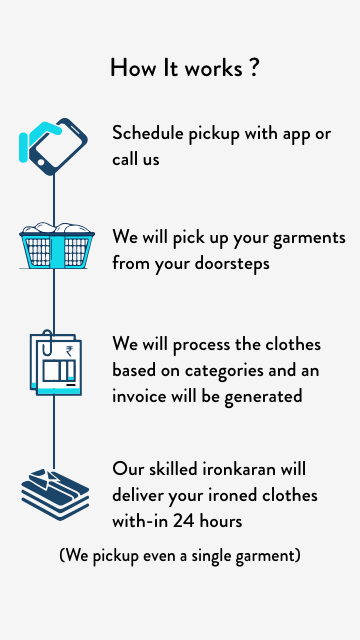 How It works ?
Schedule pickup with app or
call us
We will pick up your garments
from your doorsteps
₹
We will process the clothes
based on categories and an
invoice will be generated
Our skilled ironkaran will
deliver your ironed clothes
with-in 24 hours
(We pickup even a single garment)